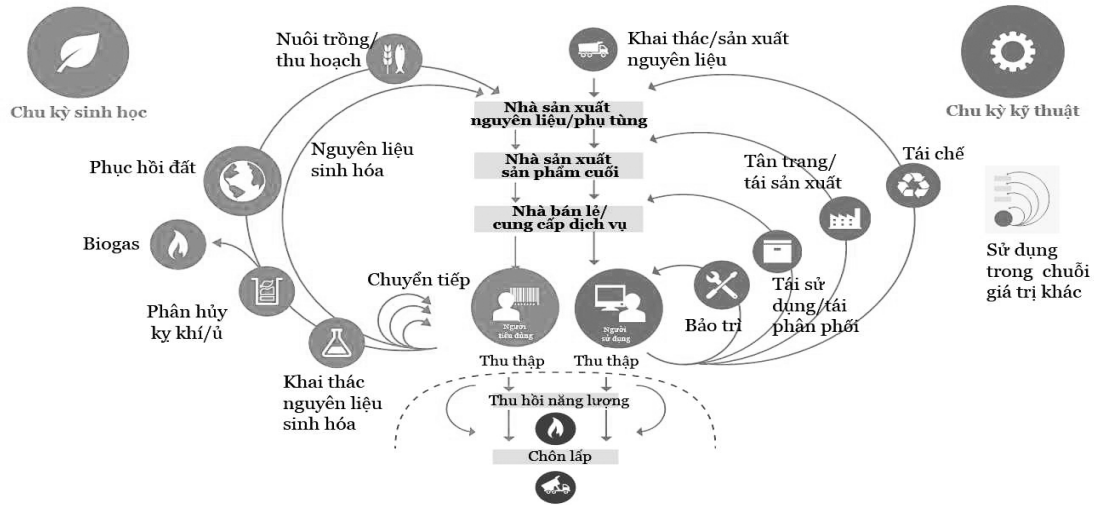 Chu kỳ sinh học
Nuôi trồng/
thu hoạch
Khai thác/sản xuất
nguyên liệu
Chu kỳ kỹ thuật
Nhà sản xuất
nguyên liệu/phụ tùng
Nguyên liệu
sinh hóa
Phục hồi đất
Nhà sản xuất
sản phẩm cuối
Tân trang/
tái sản xuất
Tái chế
Nhà bán lẻ/
cung cấp dịch vụ
Biogas
Sử dụng
trong chuỗi
giá trị khác
Chuyển tiếp
Phân hủy
kỵ khí/ủ
Người
tiêu dùng
Người
sử dụng
Bảo trì
Tái sử
dụng/tái
phân phối
Thu thập
Thu thập
Khai thác
nguyên liệu
sinh hóa
Thu hồi năng lượng
Chôn lấp